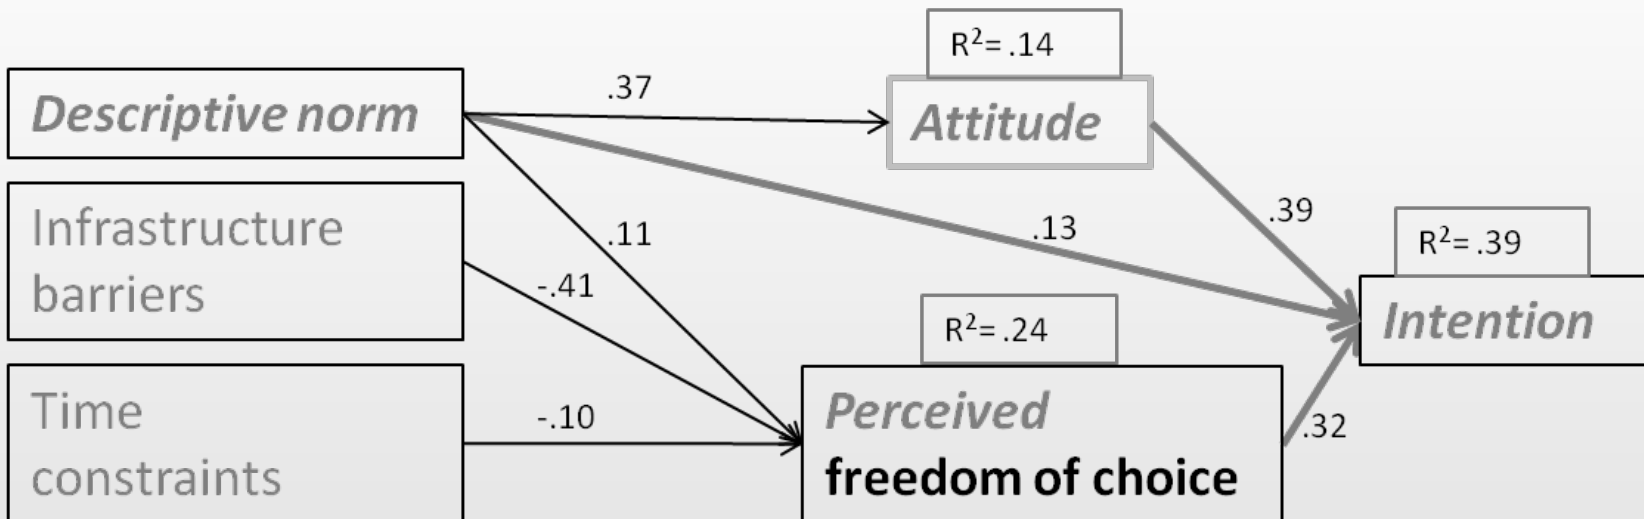 R²= .14
Descriptive norm
.37
Attitude
Infrastructure
barriers
.11
.13
.39
-.41
R²= .39
R²= .24
Intention
Time
constraints
-.10
Perceived
freedom of choice
.32